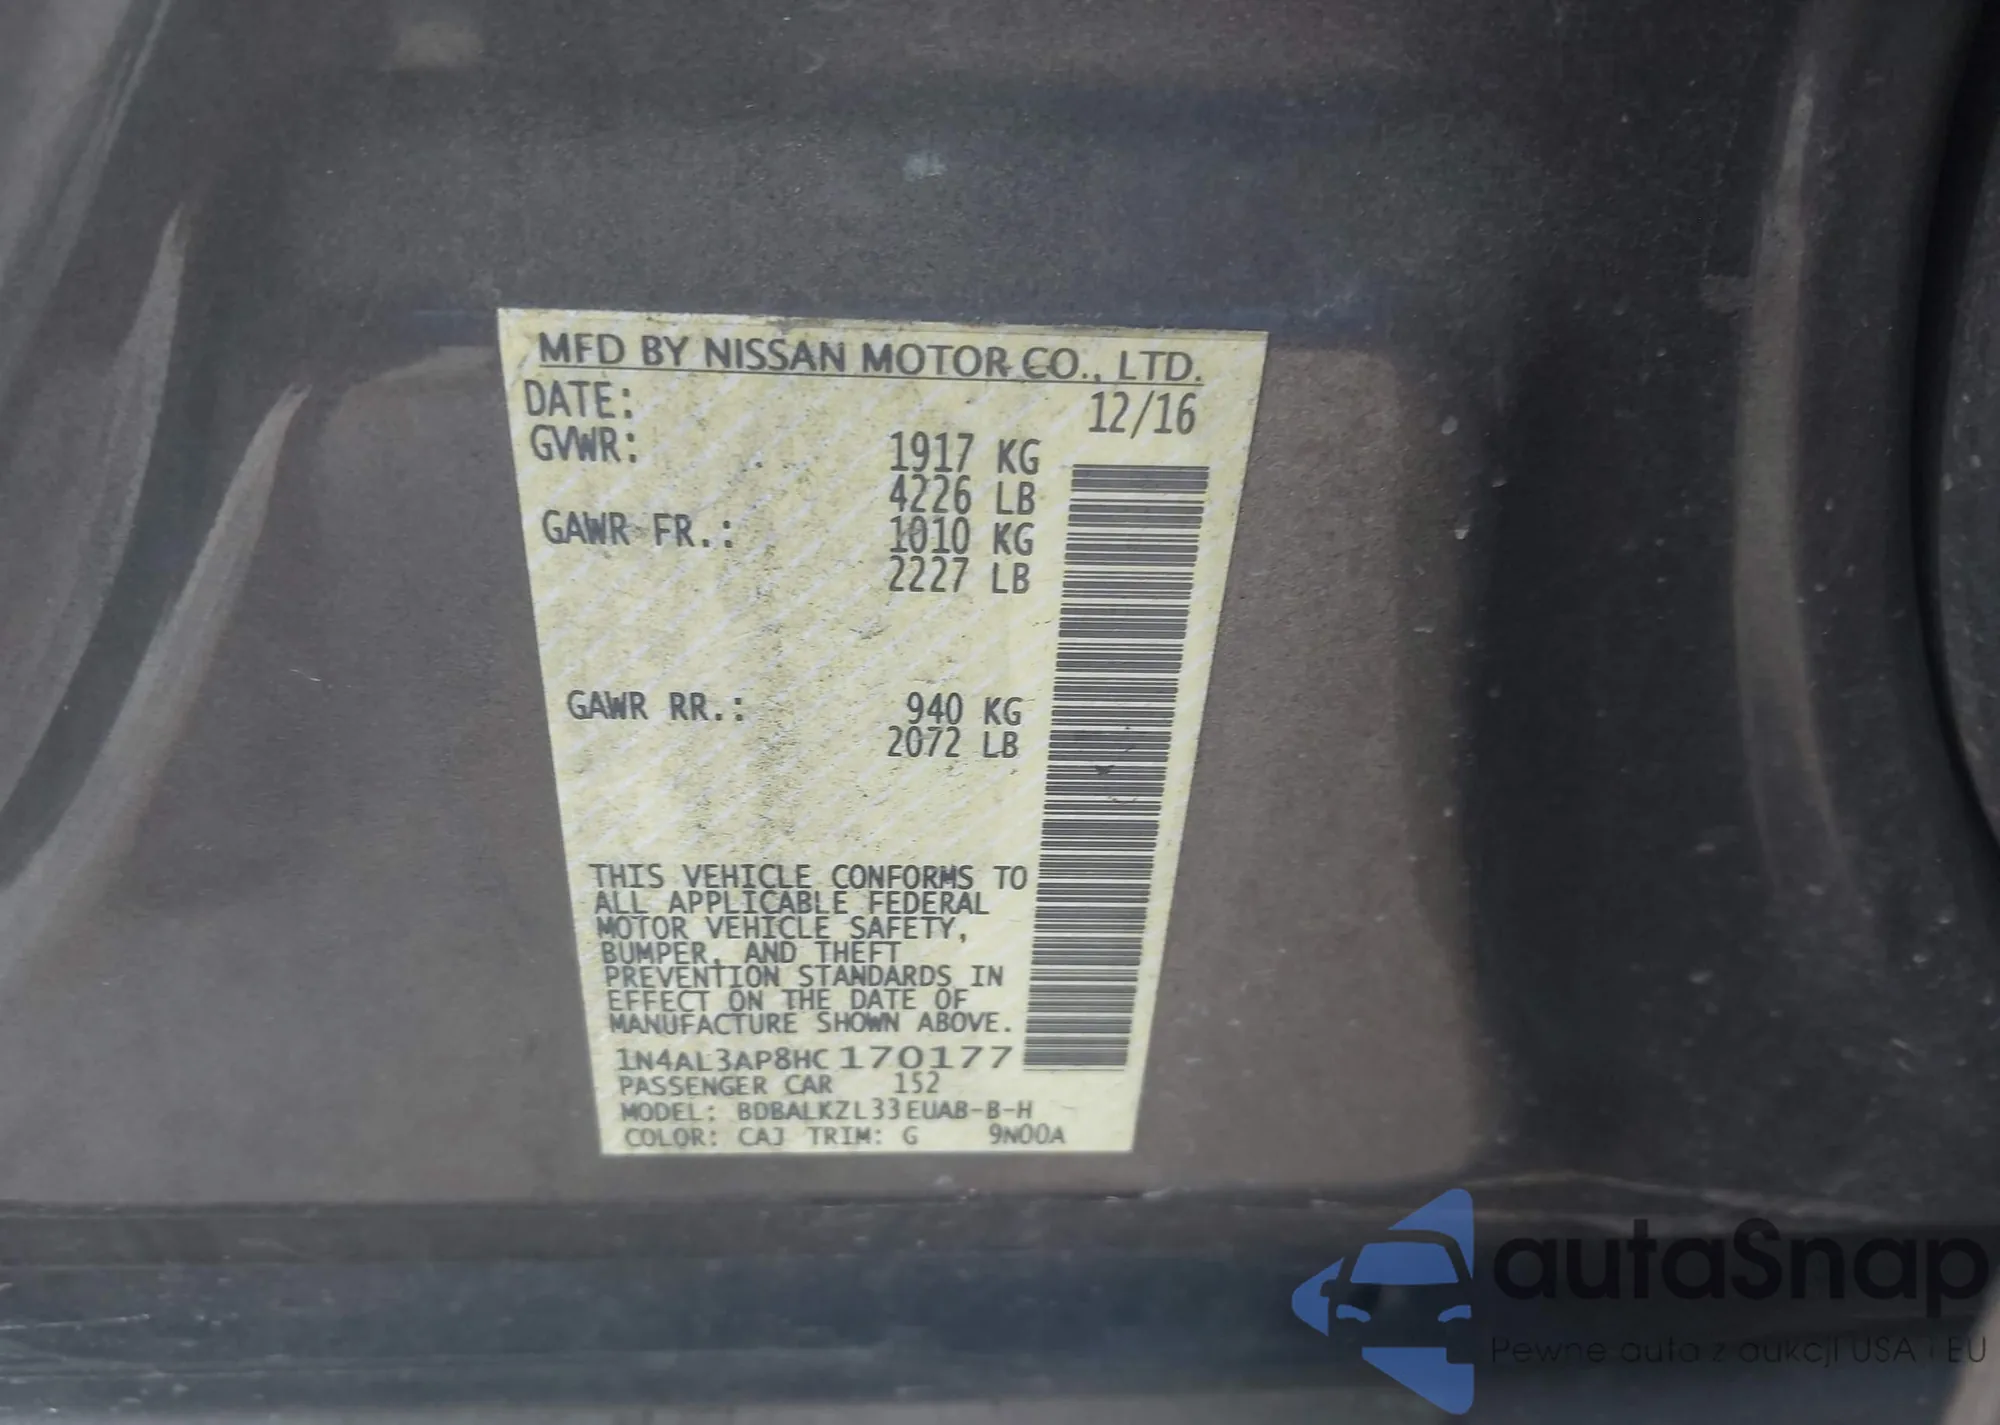 MFD BY NISSAN MOTOR CO., LTD.
DATE: 12/16
GVWR: 1917 KG
4226 LB
GAWR FR.: 1010 KG
2227 LB
GAWR RR.: 940 KG
2072 LB
THIS VEHICLE CONFORMS TO
ALL APPLICABLE FEDERAL
MOTOR VEHICLE SAFETY,
BUMPER, AND THEFT
PREVENTION STANDARDS IN
EFFECT ON THE DATE OF
MANUFACTURE SHOWN ABOVE.
1N4AL3AP8HC170177
PASSENGER CAR 152
MODEL: BDBALKZL33EUAB-B-H
COLOR: CAJ TRIM: G 9N00A
autaSnap
Pewne auta z aukcji USA i EU